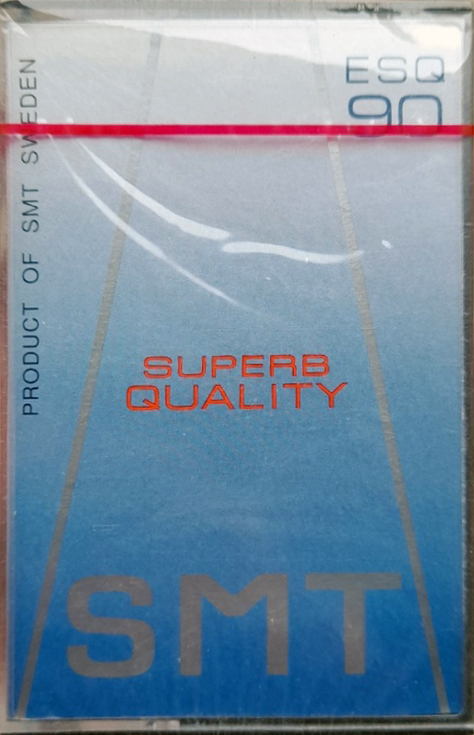 ESQ
90
PRODUCT OF SMT SWEDEN
SUPERB
QUALITY
SMT